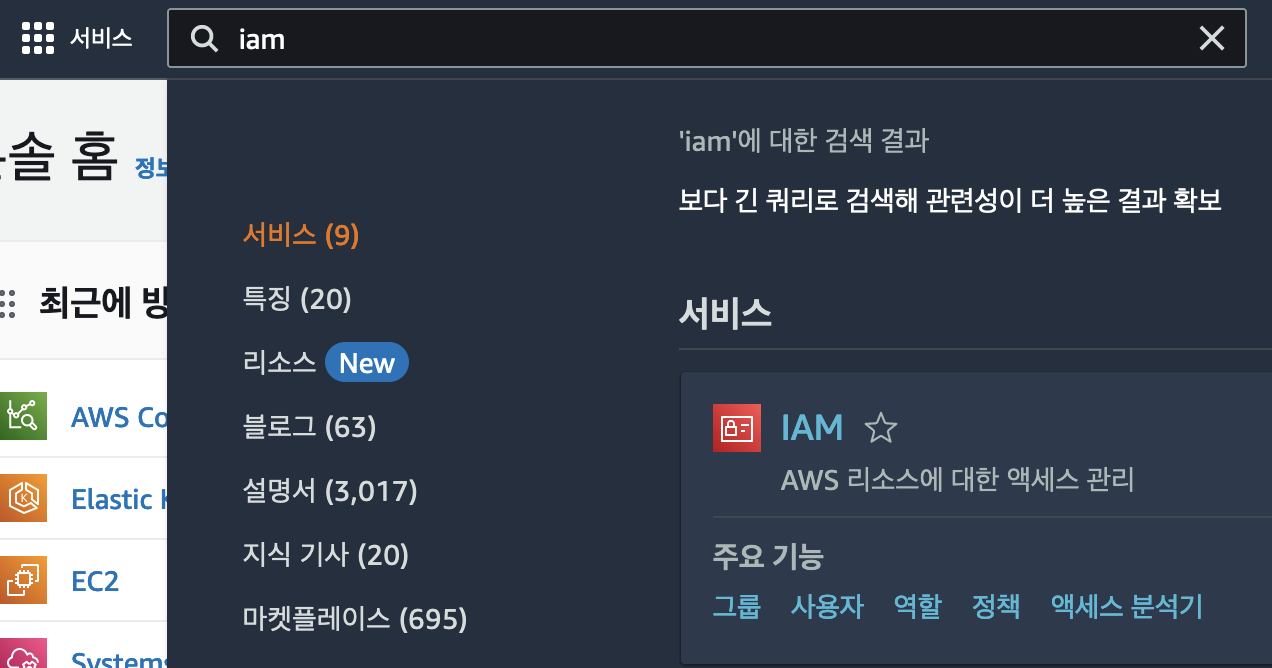 서비스
iam
솔 홈 정보
최근에 방
AWS Co
Elastic K
EC2
Systems
서비스 (9)
특징 (20)
리소스 New
블로그 (63)
설명서 (3,017)
지식 기사 (20)
마켓플레이스 (695)
'iam'에 대한 검색 결과
보다 긴 쿼리로 검색해 관련성이 더 높은 결과 확보
서비스
IAM
AWS 리소스에 대한 액세스 관리
주요 기능
그룹 사용자 역할 정책 액세스 분석기